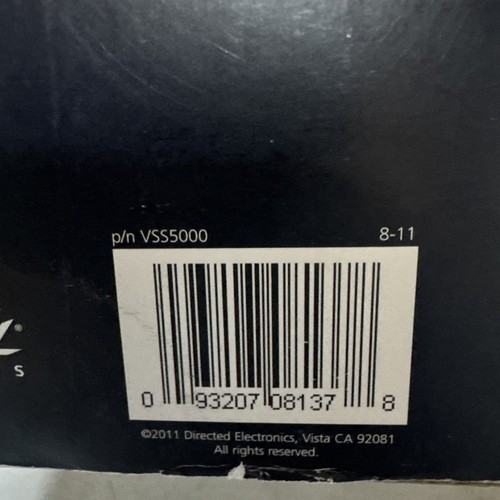 p/n VSS5000 8-11
®
S
0 93207 08137 8
©2011 Directed Electronics, Vista CA 92081
All rights reserved.